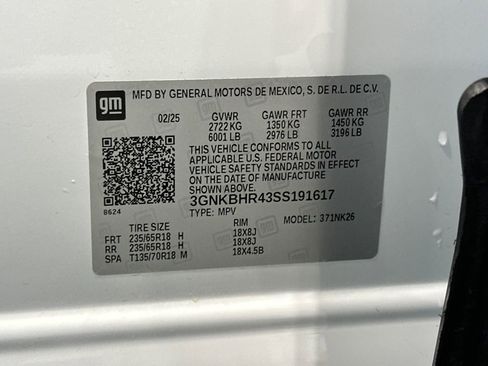 gm
MFD BY GENERAL MOTORS DE MEXICO, S. DE R.L. DE C.V.
02/25 GVWR GAWR FRT GAWR RR
2722 KG 1350 KG 1450 KG
6001 LB 2976 LB 3196 LB
THIS VEHICLE CONFORMS TO ALL
APPLICABLE U.S. FEDERAL MOTOR
VEHICLE SAFETY STANDARDS IN EFFECT
ON THE DATE OF MANUFACTURE
SHOWN ABOVE.
3GNKBHR43SS191617
8624 TYPE: MPV MODEL: 371NK26
TIRE SIZE RIM
FRT 235/65R18 H 18X8J
RR 235/65R18 H 18X8J
SPA T135/70R18 M 18X4.5B